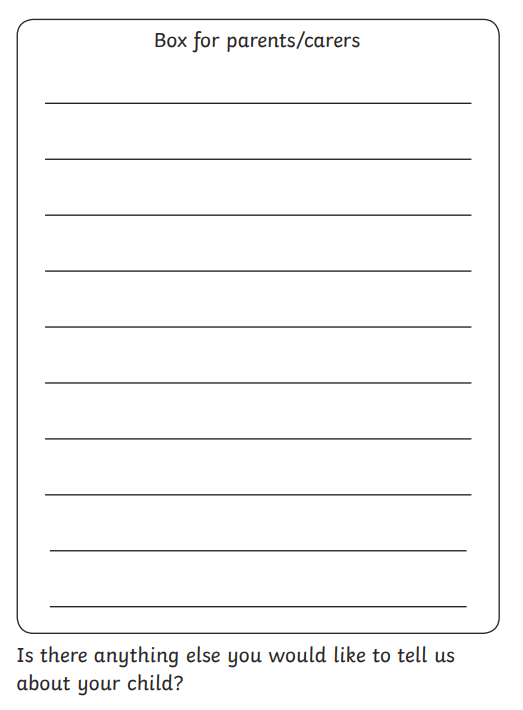 Box for parents/carers
Is there anything else you would like to tell us
about your child?